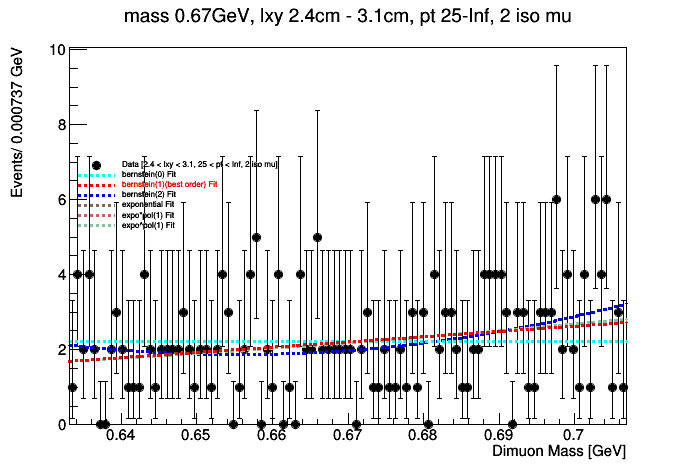 mass 0.67GeV, lxy 2.4cm - 3.1cm, pt 25-Inf, 2 iso mu
Events/ 0.000737 GeV
10
8
6
4
2
0
Data [2.4 < lxy < 3.1, 25 < pt < Inf, 2 iso mu]
bernstein(0) Fit
bernstein(1)(best order) Fit
bernstein(2) Fit
exponential Fit
expo*pol(1) Fit
expo*pol(1) Fit
0.64 0.65 0.66 0.67 0.68 0.69 0.7
Dimuon Mass [GeV]